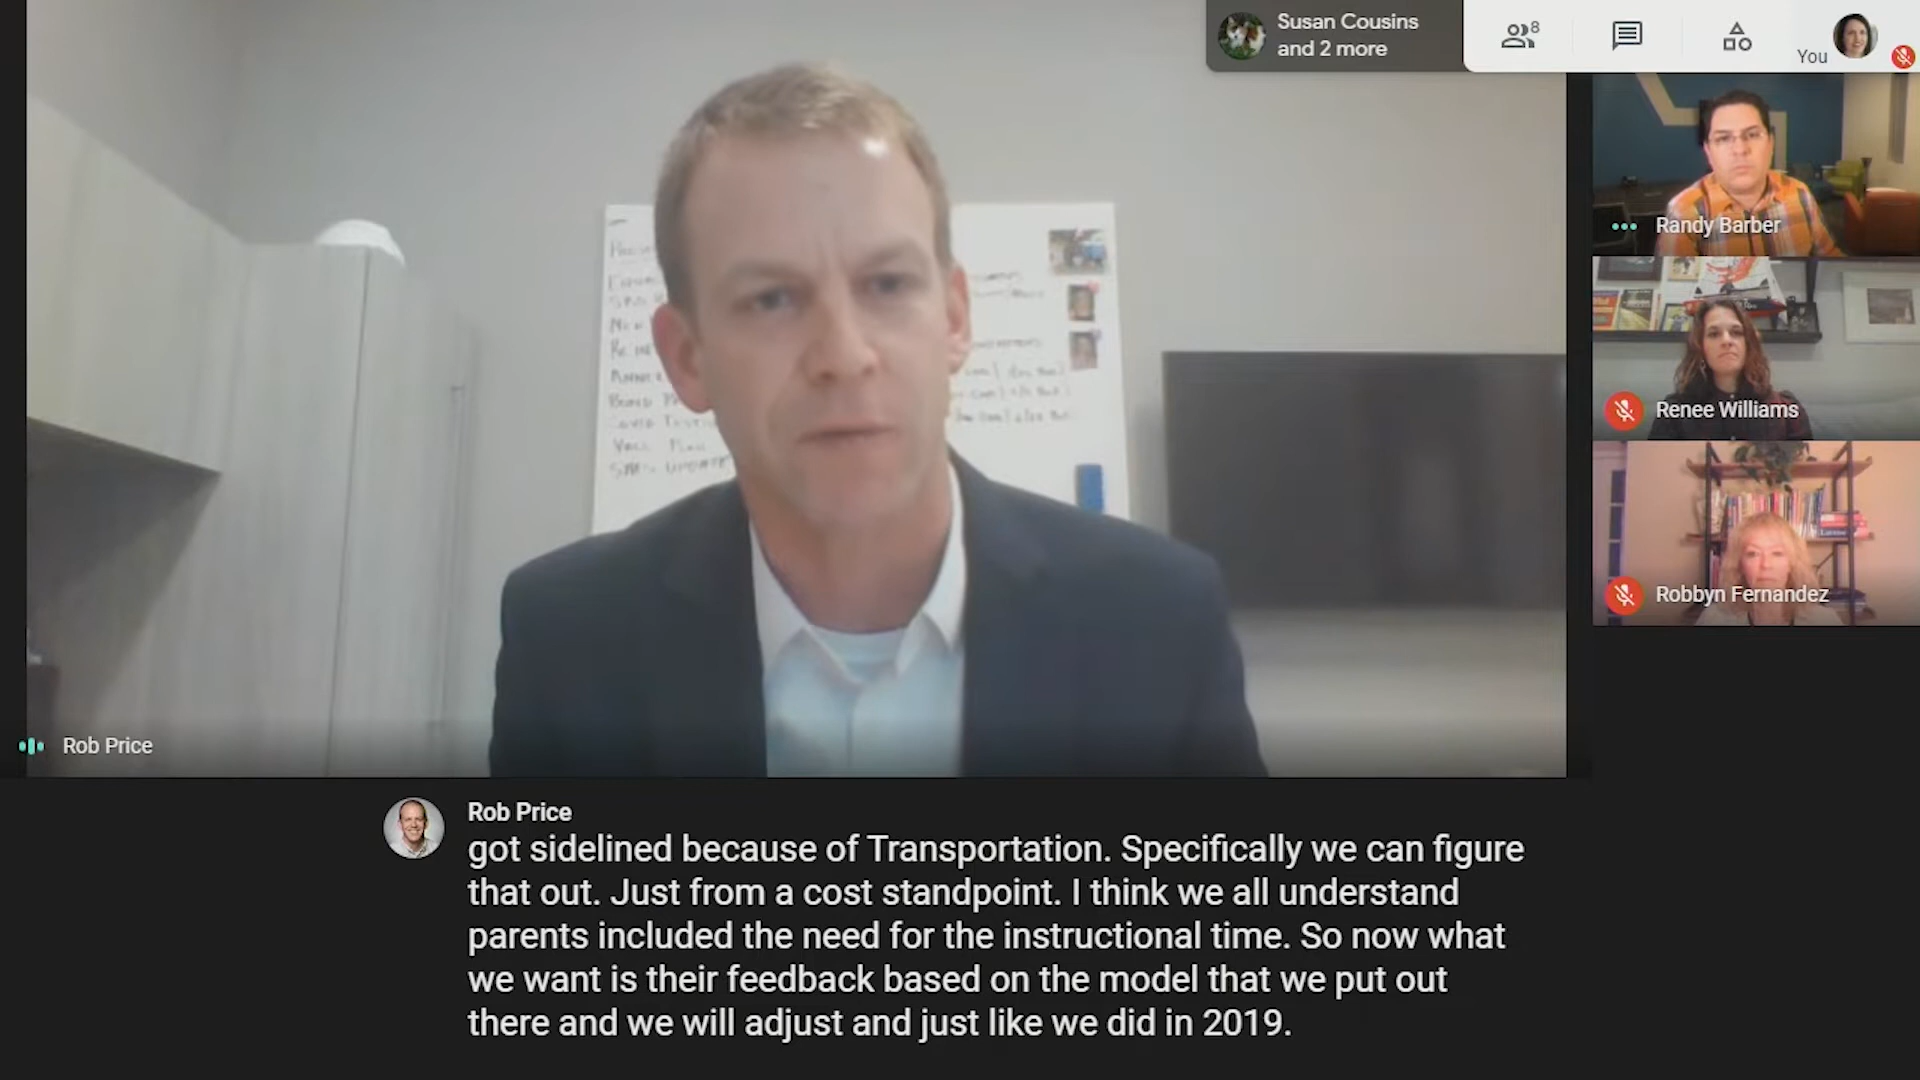 Susan Cousins
and 2 more
8
You
Randy Barber
Renee Williams
Robbyn Fernandez
Rob Price
Rob Price
got sidelined because of Transportation. Specifically we can figure
that out. Just from a cost standpoint. I think we all understand
parents included the need for the instructional time. So now what
we want is their feedback based on the model that we put out
there and we will adjust and just like we did in 2019.